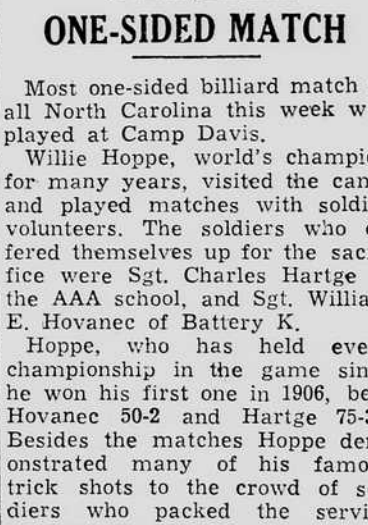 ONE-SIDED MATCH
Most one-sided billiard match
all North Carolina this week w
played at Camp Davis.
Willie Hoppe, world's champi
for many years, visited the cam
and played matches with soldi
volunteers. The soldiers who
fered themselves up for the sac
fice were Sgt. Charles Hartge
the AAA school, and Sgt. Willia
E. Hovanec of Battery K.
Hoppe, who has held eve
championship in the game sin
he won his first one in 1906, be
Hovanec 50-2 and Hartge 75-
Besides the matches Hoppe de
onstrated many of his famo
trick shots to the crowd of s
diers who packed the servi